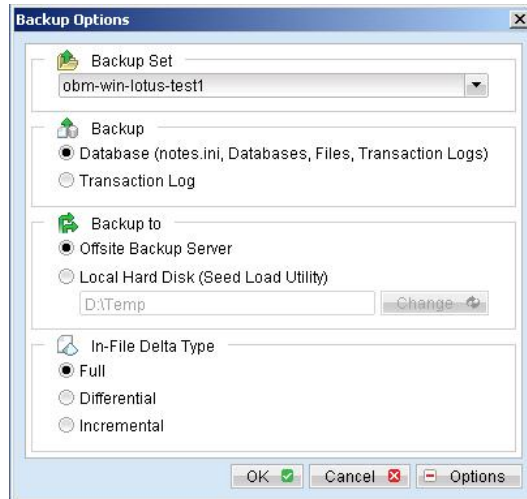 Backup Options
Backup Set
obm-win-lotus-test1
Backup
Database (notes.ini, Databases, Files, Transaction Logs)
Transaction Log
Backup to
Offsite Backup Server
Local Hard Disk (Seed Load Utility)
D:\Temp Change
In-File Delta Type
Full
Differential
Incremental
OK Cancel Options